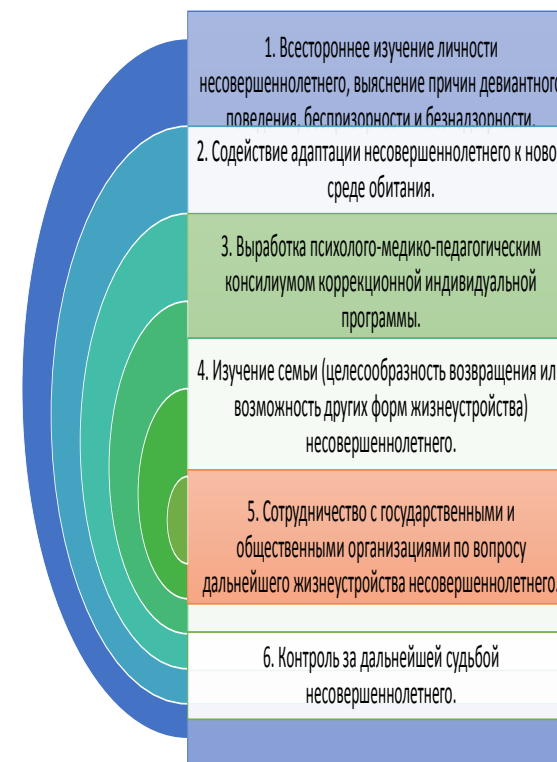 1. Всестороннее изучение личности
несовершеннолетнего, выяснение причин девиантного
поведения, беспризорности и безнадзорности.
2. Содействие адаптации несовершеннолетнего к ново
среде обитания.
3. Выработка психолого-медико-педагогическим
консилиумом коррекционной индивидуальной
программы.
4. Изучение семьи (целесообразность возвращения ил
возможность других форм жизнеустройства)
несовершеннолетнего.
5. Сотрудничество с государственными и
общественными организациями по вопросу
дальнейшего жизнеустройства несовершеннолетнего.
6. Контроль за дальнейшей судьбой
несовершеннолетнего.